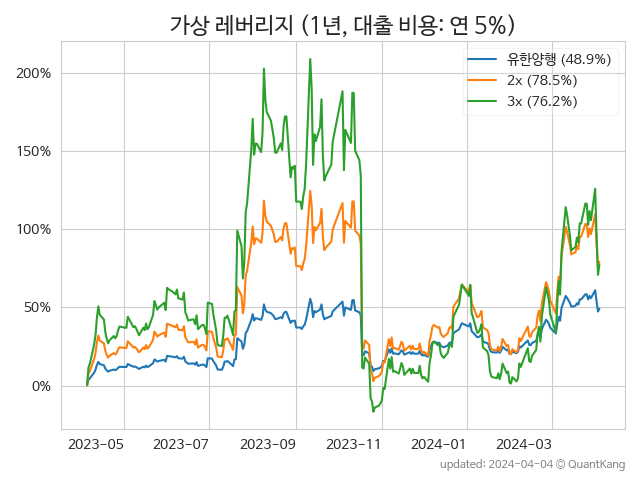 가상 레버리지 (1년, 대출 비용: 연 5%)
유한양행 (48.9%)
2x (78.5%)
3x (76.2%)
200%
150%
100%
50%
0%
2023-05 2023-07 2023-09 2023-11 2024-01 2024-03
updated: 2024-04-04 © QuantKang